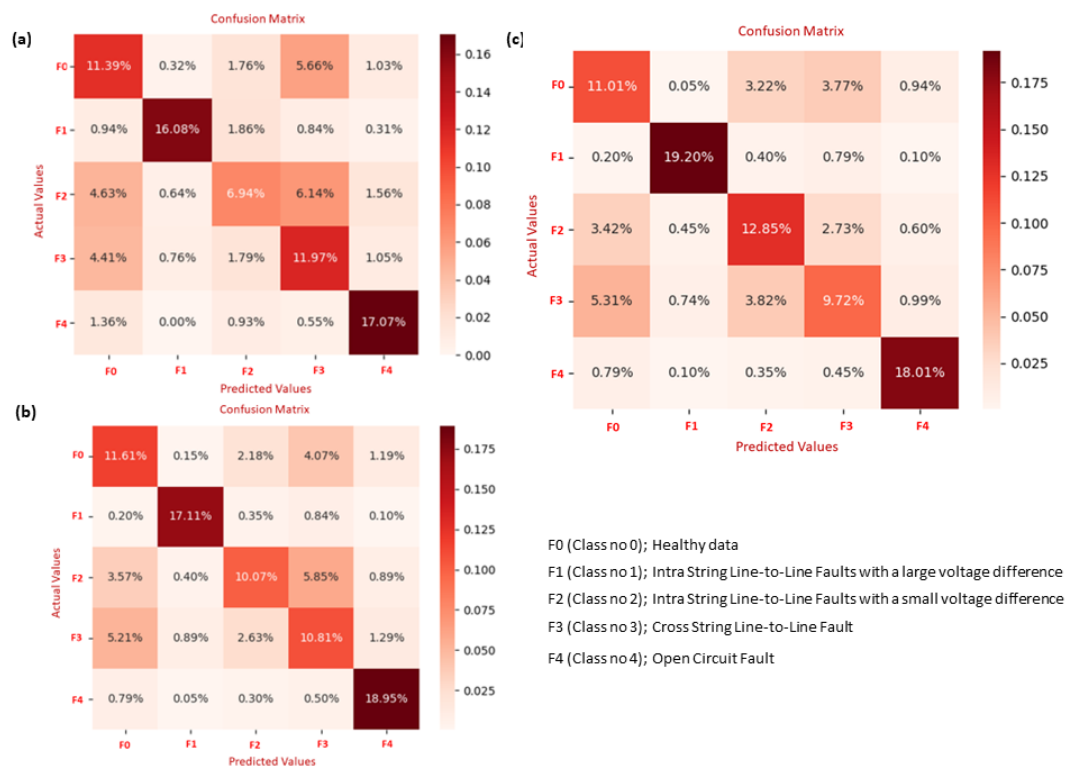 (a)
Confusion Matrix
F0 11.39% 0.32% 1.76% 5.66% 1.03%
F1 0.94% 16.08% 1.86% 0.84% 0.31%
F2 4.63% 0.64% 6.94% 6.14% 1.56%
F3 4.41% 0.76% 1.79% 11.97% 1.05%
F4 1.36% 0.00% 0.93% 0.55% 17.07%
F0 F1 F2 F3 F4
Predicted Values
Actual Values
0.16
0.14
0.12
0.10
0.08
0.06
0.04
0.02
0.00
(b)
Confusion Matrix
F0 11.61% 0.15% 2.18% 4.07% 1.19%
F1 0.20% 17.11% 0.35% 0.84% 0.10%
F2 3.57% 0.40% 10.07% 5.85% 0.89%
F3 5.21% 0.89% 2.63% 10.81% 1.29%
F4 0.79% 0.05% 0.30% 0.50% 18.95%
F0 F1 F2 F3 F4
Predicted Values
Actual Values
0.175
0.150
0.125
0.100
0.075
0.050
0.025
(c)
Confusion Matrix
F0 11.01% 0.05% 3.22% 3.77% 0.94%
F1 0.20% 19.20% 0.40% 0.79% 0.10%
F2 3.42% 0.45% 12.85% 2.73% 0.60%
F3 5.31% 0.74% 3.82% 9.72% 0.99%
F4 0.79% 0.10% 0.35% 0.45% 18.01%
F0 F1 F2 F3 F4
Predicted Values
Actual Values
0.175
0.150
0.125
0.100
0.075
0.050
0.025
F0 (Class no 0); Healthy data
F1 (Class no 1); Intra String Line-to-Line Faults with a large voltage difference
F2 (Class no 2); Intra String Line-to-Line Faults with a small voltage difference
F3 (Class no 3); Cross String Line-to-Line Fault
F4 (Class no 4); Open Circuit Fault